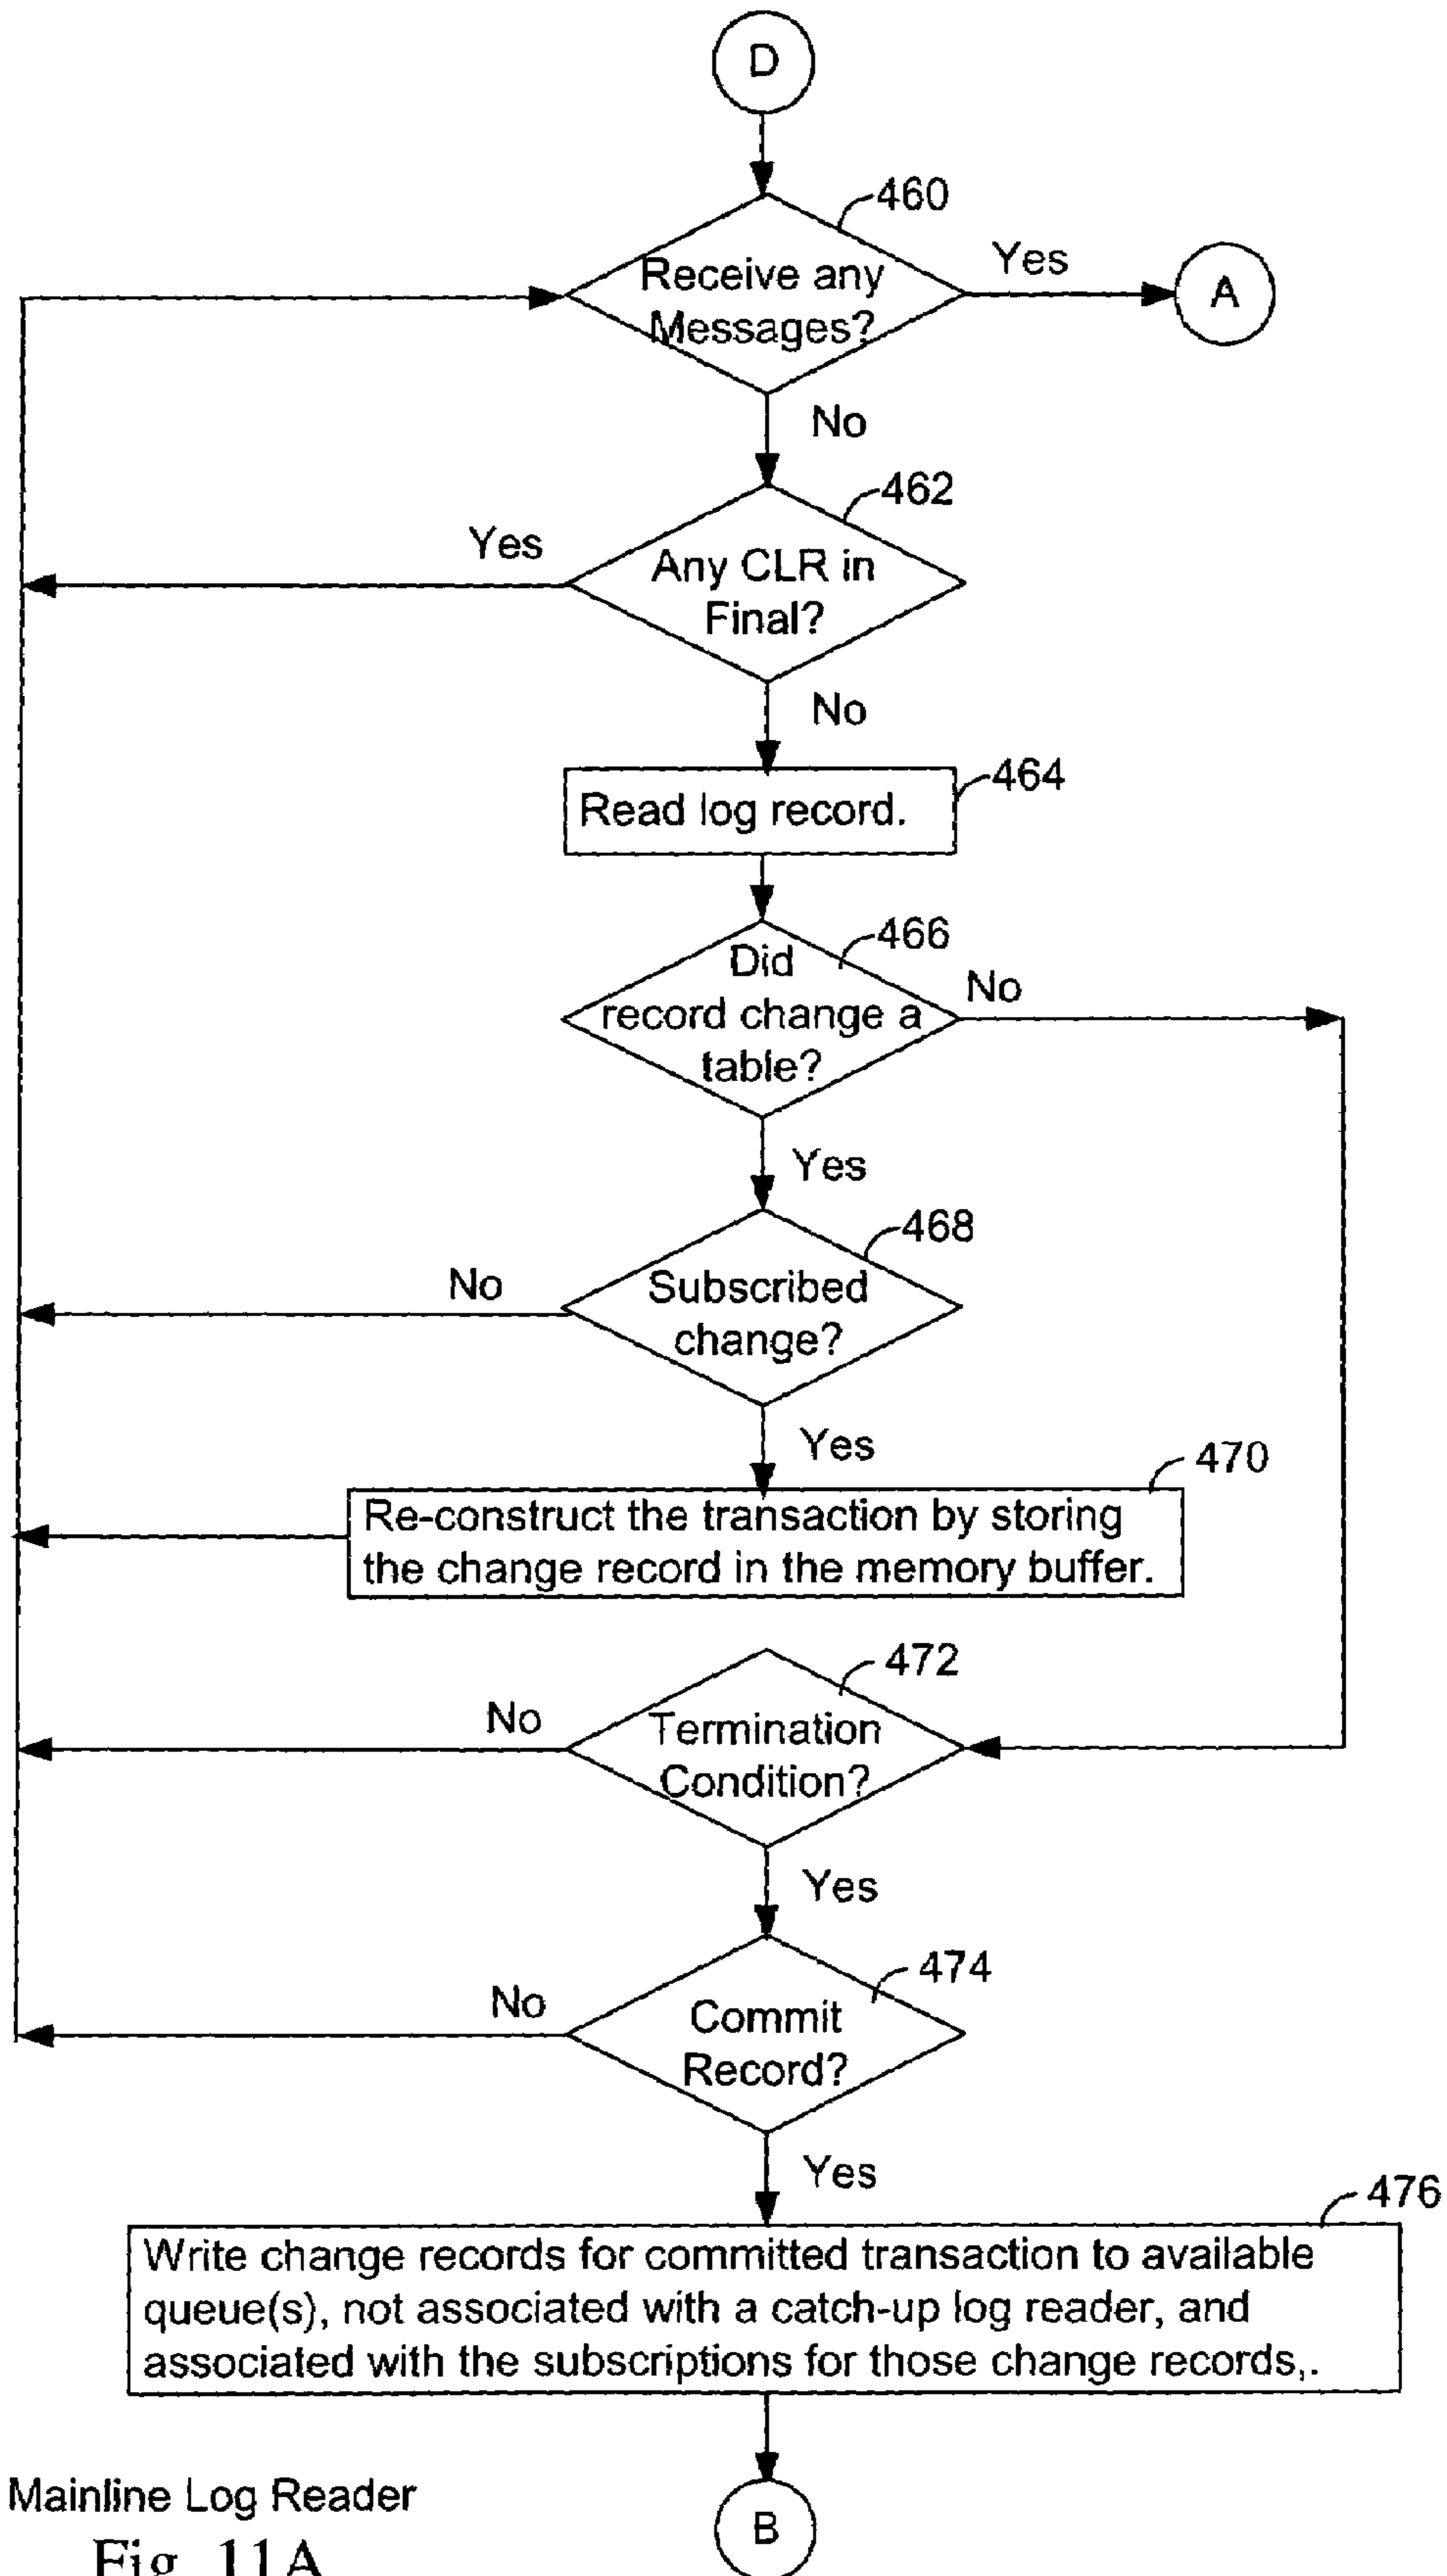 D
460
Receive any
Messages?
Yes
A
No
462
Yes
Any CLR in
Final?
No
464
Read log record.
466
Did
record change a
table?
No
Yes
468
No
Subscribed
change?
Yes
470
Re-construct the transaction by storing
the change record in the memory buffer.
472
No
Termination
Condition?
Yes
474
No
Commit
Record?
Yes
476
Write change records for committed transaction to available
queue(s), not associated with a catch-up log reader, and
associated with the subscriptions for those change records,.
Mainline Log Reader
Fig. 11A
B